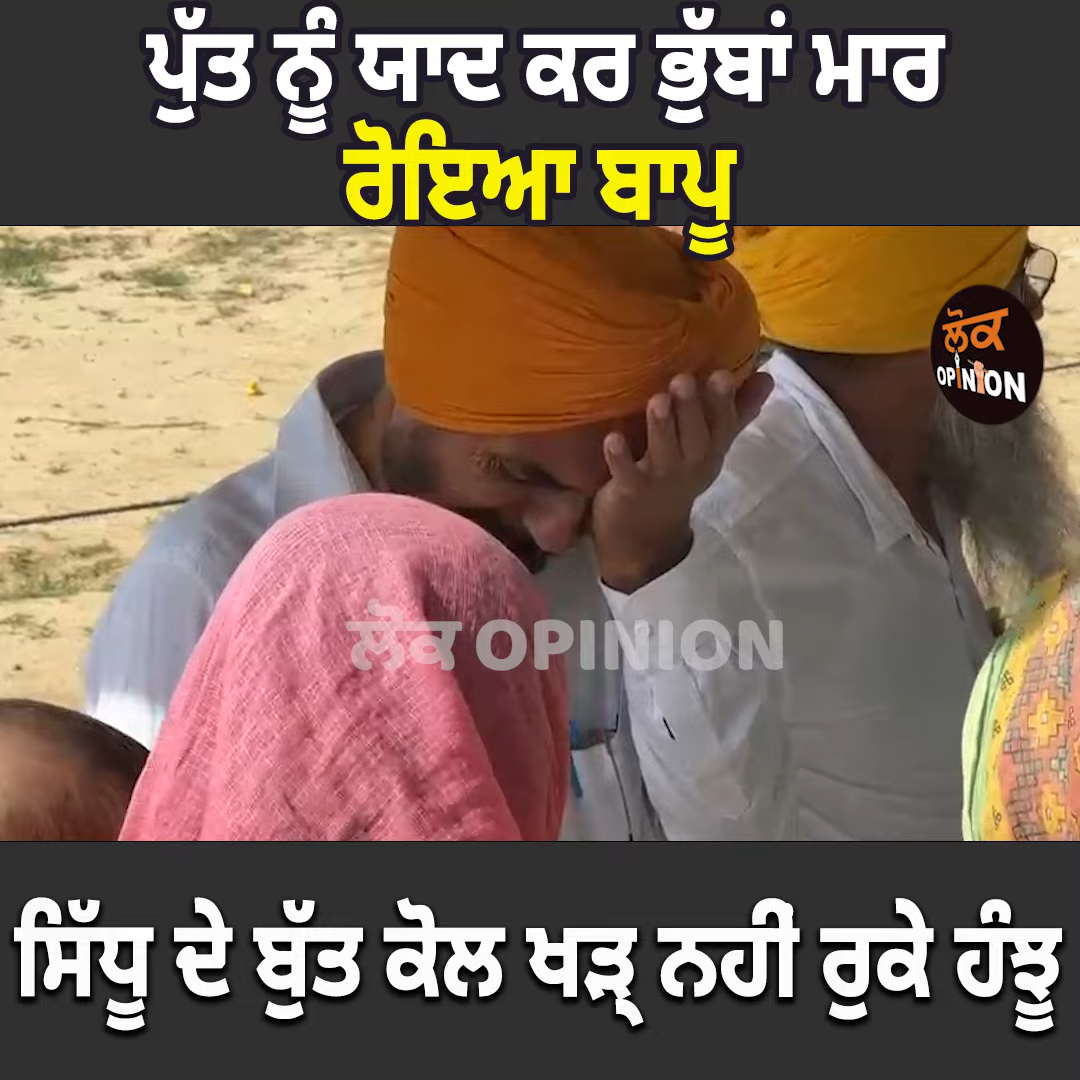 ਪੁੱਤ ਨੂੰ ਯਾਦ ਕਰ ਭੁੱਬਾਂ ਮਾਰ
ਰੋਇਆ ਬਾਪੂ
ਲੋਕ
OPINION
ਲੋਕ OPINION
ਸਿੱਧੂ ਦੇ ਬੁੱਤ ਕੋਲ ਖੜ੍ਹ ਨਹੀਂ ਰੁਕੇ ਹੰਝੂ